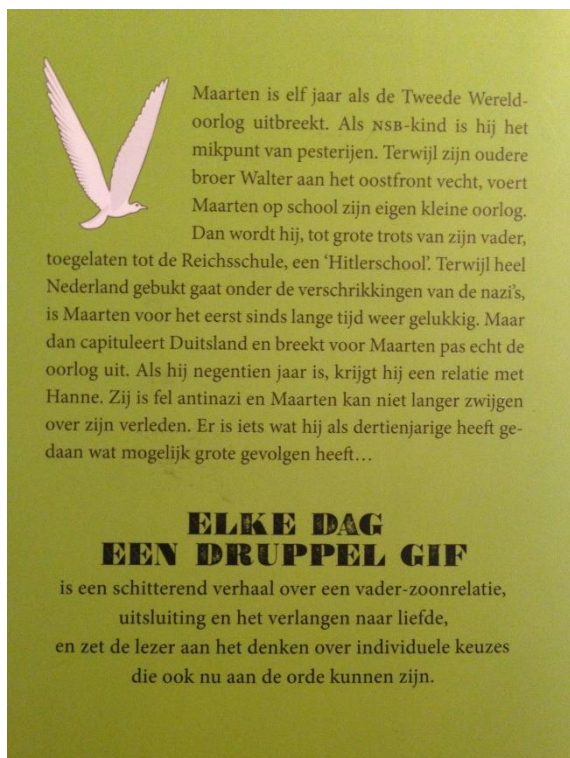 Maarten is elf jaar als de Tweede Wereld-
oorlog uitbreekt. Als NSB-kind is hij het
mikpunt van pesterijen. Terwijl zijn oudere
broer Walter aan het oostfront vecht, voert
Maarten op school zijn eigen kleine oorlog.
Dan wordt hij, tot grote trots van zijn vader,
toegelaten tot de Reichsschule, een ‘Hitlerschool’. Terwijl heel
Nederland gebukt gaat onder de verschrikkingen van de nazi’s,
is Maarten voor het eerst sinds lange tijd weer gelukkig. Maar
dan capituleert Duitsland en breekt voor Maarten pas echt de
oorlog uit. Als hij negentien jaar is, krijgt hij een relatie met
Hanne. Zij is fel antinazi en Maarten kan niet langer zwijgen
over zijn verleden. Er is iets wat hij als dertienjarige heeft ge-
daan wat mogelijk grote gevolgen heeft…
ELKE DAG
EEN DRUPPEL GIF
is een schitterend verhaal over een vader-zoonrelatie,
uitsluiting en het verlangen naar liefde,
en zet de lezer aan het denken over individuele keuzes
die ook nu aan de orde kunnen zijn.